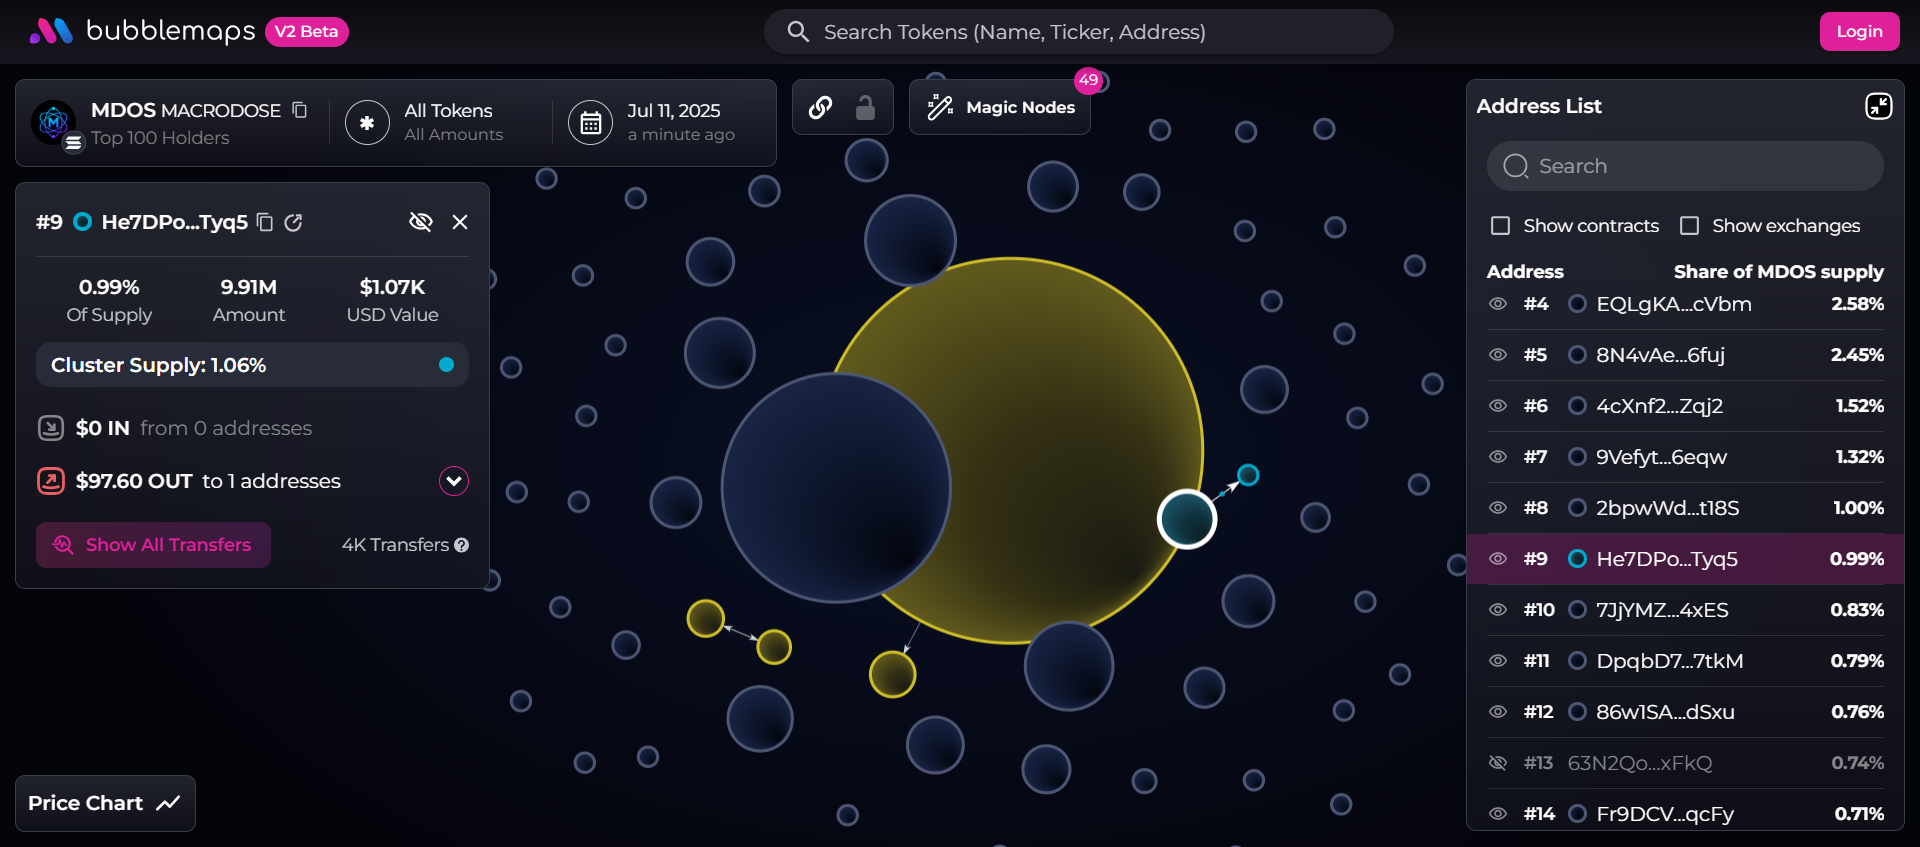 bubblemaps V2 Beta
Search Tokens (Name, Ticker, Address)
Login
MDOS MACRODOSE
Top 100 Holders
All Tokens
All Amounts
Jul 11, 2025
a minute ago
Magic Nodes
49
#9 He7DPo...Tyq5
0.99% 9.91M $1.07K
Of Supply Amount USD Value
Cluster Supply: 1.06%
$0 IN from 0 addresses
$97.60 OUT to 1 addresses
Show All Transfers 4K Transfers
Price Chart
Address List
Search
Show contracts Show exchanges
Address Share of MDOS supply
#4 EQLgKA...cVbm 2.58%
#5 8N4vAe...6fuj 2.45%
#6 4cXnf2...Zqj2 1.52%
#7 9Vefyt...6eqw 1.32%
#8 2bpwWd...t18S 1.00%
#9 He7DPo...Tyq5 0.99%
#10 7JjYMZ...4xES 0.83%
#11 DpqbD7...7tkM 0.79%
#12 86w1SA...dSxu 0.76%
#13 63N2Qo...xFkQ 0.74%
#14 Fr9DCV...qcFy 0.71%